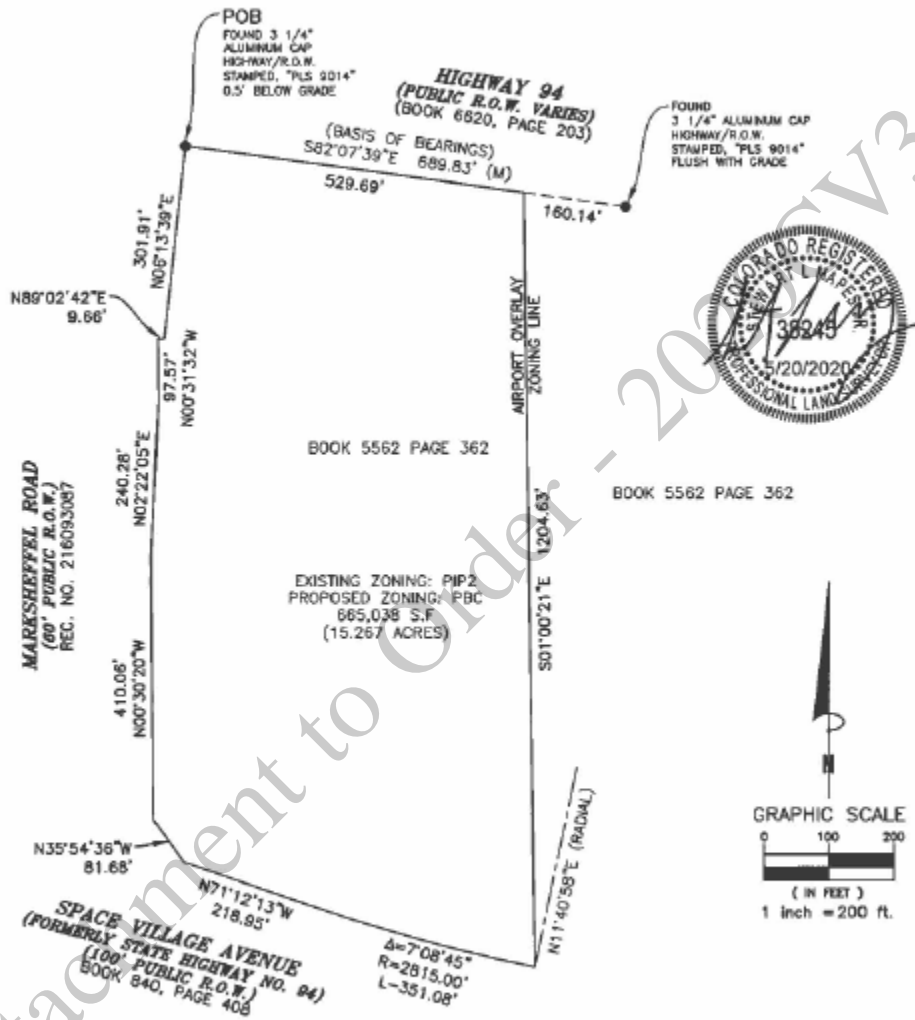 POB
FOUND 3 1/4"
ALUMINUM CAP
HIGHWAY/R.O.W.
STAMPED, "PLS 9014"
0.5' BELOW GRADE
HIGHWAY 94
(PUBLIC R.O.W. VARIES)
(BOOK 6620, PAGE 203)
FOUND
3 1/4" ALUMINUM CAP
HIGHWAY/R.O.W.
STAMPED, "PLS 9014"
FLUSH WITH GRADE
(BASIS OF BEARINGS)
S82°07'39"E 689.83' (M)
529.69'
160.14'
301.91'
N06°13'39"E
N89°02'42"E
9.66'
97.57'
N00°31'32"W
AIRPORT OVERLAY
ZONING LINE
COLORADO REGISTERED
STEWART L. MAPES, JR.
38245
5/20/2020
PROFESSIONAL LAND SURVEYOR
240.28'
N02°22'05"E
BOOK 5562 PAGE 362
BOOK 5562 PAGE 362
MARKSHEFFEL ROAD
(60' PUBLIC R.O.W.)
REC. NO. 216093087
EXISTING ZONING: PIP2
PROPOSED ZONING: PBC
665,038 S.F.
(15.267 ACRES)
S01°00'21"E 1204.63'
410.06'
N00°30'20"W
N35°54'36"W
81.68'
N71°12'13"W
218.95'
N11°40'58"E (RADIAL)
Δ=7°08'45"
R=2815.00'
L=351.08'
SPACE VILLAGE AVENUE
(FORMERLY STATE HIGHWAY NO. 94)
(100' PUBLIC R.O.W.)
BOOK 840, PAGE 408
N
GRAPHIC SCALE
0 100 200
( IN FEET )
1 inch = 200 ft.
tachment to Order - 202
CV3